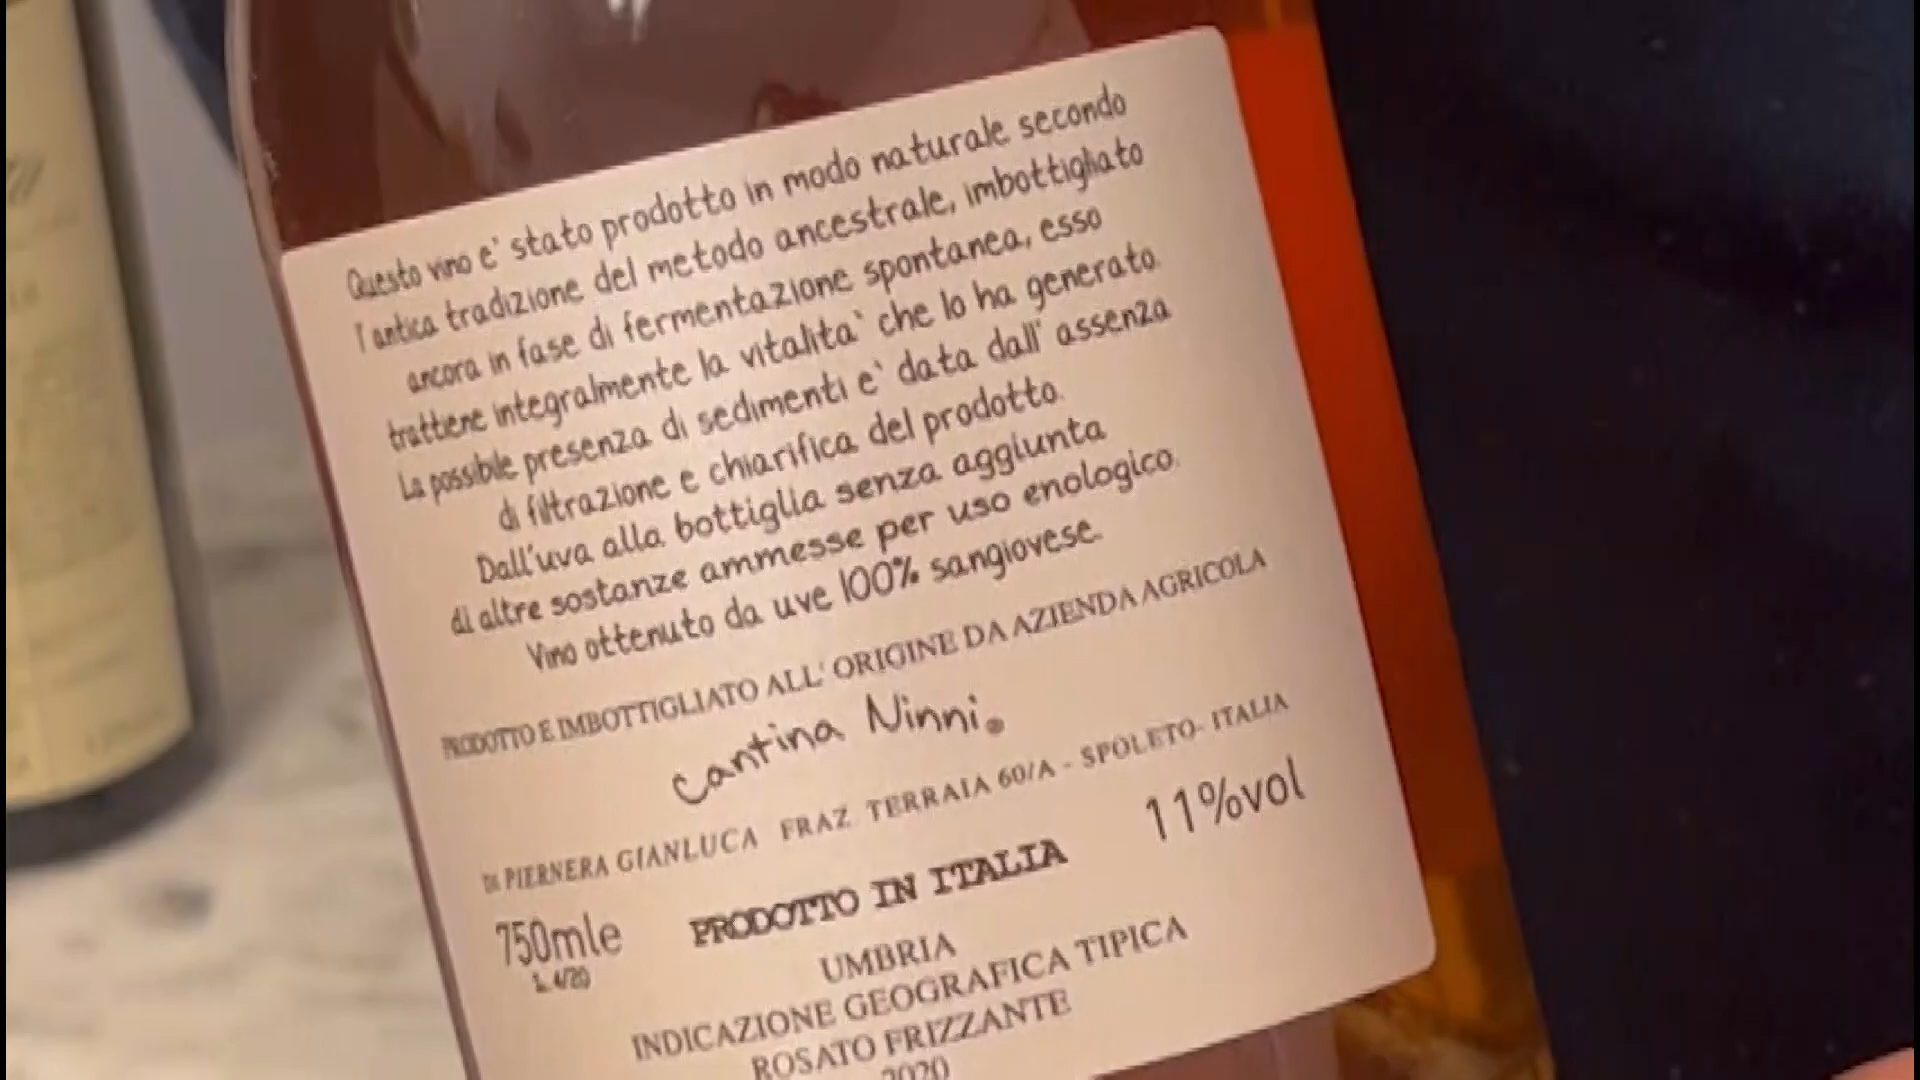 Questo vino e' stato prodotto in modo naturale secondo
l'antica tradizione del metodo ancestrale, imbottigliato
ancora in fase di fermentazione spontanea, esso
trattiene integralmente la vitalita' che lo ha generato.
La possibile presenza di sedimenti e' data dall' assenza
di filtrazione e chiarifica del prodotto.
Dall'uva alla bottiglia senza aggiunta
di altre sostanze ammesse per uso enologico.
Vino ottenuto da uve 100% sangiovese.
PRODOTTO E IMBOTTIGLIATO ALL' ORIGINE DA AZIENDA AGRICOLA
Cantina Ninni.
DI PIERNERA GIANLUCA FRAZ. TERRAIA 60/A - SPOLETO- ITALIA
11%vol
750mle PRODOTTO IN ITALIA
L. 4/20
UMBRIA
INDICAZIONE GEOGRAFICA TIPICA
ROSATO FRIZZANTE
2020